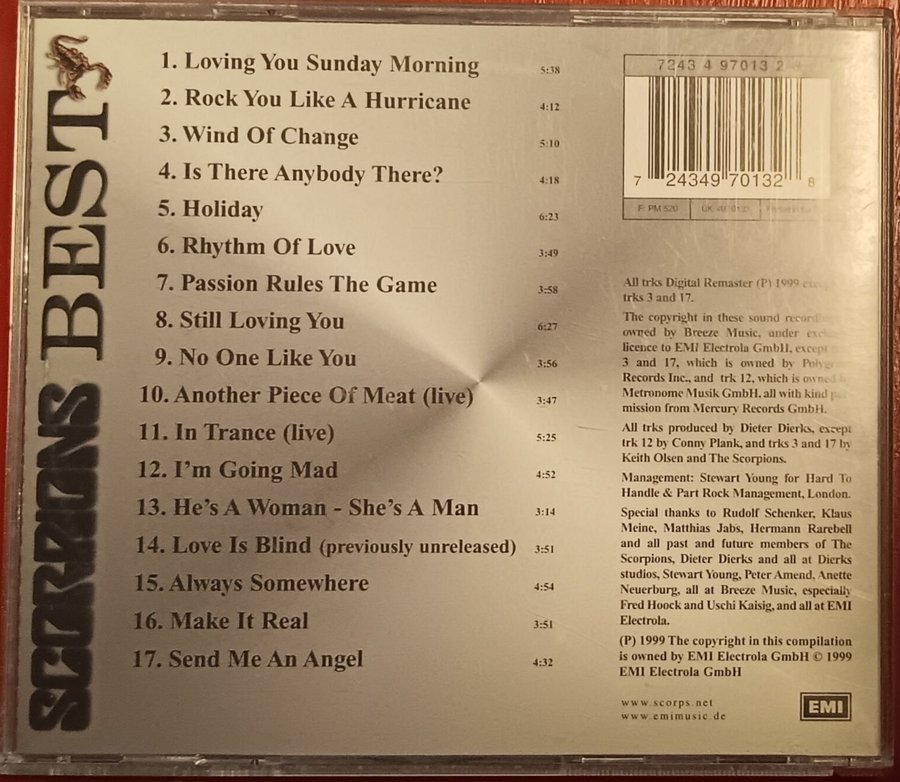 SCORPIONS BEST
1. Loving You Sunday Morning 5:38
2. Rock You Like A Hurricane 4:12
3. Wind Of Change 5:10
4. Is There Anybody There? 4:18
5. Holiday 6:23
6. Rhythm Of Love 3:49
7. Passion Rules The Game 3:58
8. Still Loving You 6:27
9. No One Like You 3:56
10. Another Piece Of Meat (live) 3:47
11. In Trance (live) 5:25
12. I'm Going Mad 4:52
13. He's A Woman - She's A Man 3:14
14. Love Is Blind (previously unreleased) 3:51
15. Always Somewhere 4:54
16. Make It Real 3:51
17. Send Me An Angel 4:32
7243 4 97013 2
7 24349 70132 8
F: PM 520
All trks Digital Remaster (P) 1999
trks 3 and 17.
The copyright in these sound
owned by Breeze Music, under
licence to EMI Electrola GmbH, except
3 and 17, which is owned by
Records Inc., and trk 12, which is owned
Metronome Musik GmbH, all with kind
mission from Mercury Records GmbH.
All trks produced by Dieter Dierks, except
trk 12 by Conny Plank, and trks 3 and 17 by
Keith Olsen and The Scorpions.
Management: Stewart Young for Hard To
Handle & Part Rock Management, London.
Special thanks to Rudolf Schenker, Klaus
Meine, Matthias Jabs, Hermann Rarebell
and all past and future members of The
Scorpions, Dieter Dierks and all at Dierks
studios, Stewart Young, Peter Amend, Anette
Neuerburg, all at Breeze Music, especially
Fred Hoock and Uschi Kaisig, and all at EMI
Electrola.
(P) 1999 The copyright in this compilation
is owned by EMI Electrola GmbH © 1999
EMI Electrola GmbH
www.scorps.net
www.emimusic.de
EMI